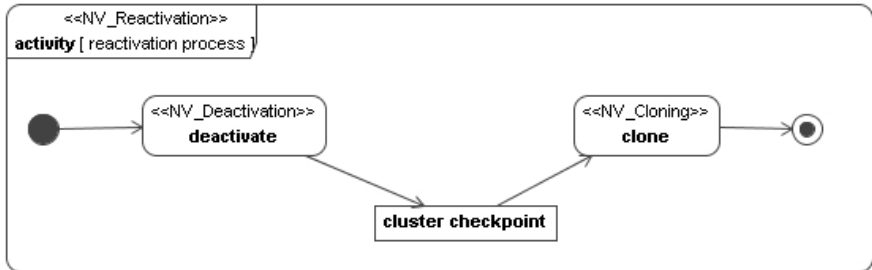 <<NV_Reactivation>>
activity [ reactivation process ]
<<NV_Deactivation>>
deactivate
<<NV_Cloning>>
clone
cluster checkpoint